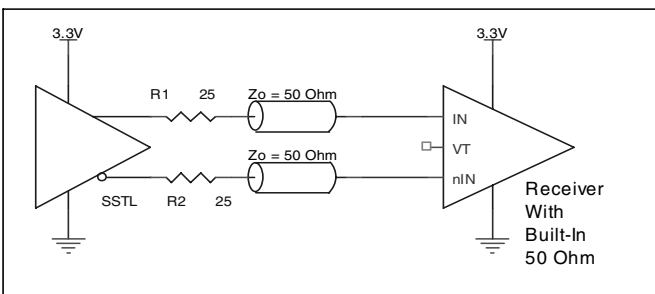 3.3V
3.3V
R1 25
Zo = 50 Ohm
IN
VT
Zo = 50 Ohm
nIN
SSTL
R2 25
Receiver
With
Built-In
50 Ohm